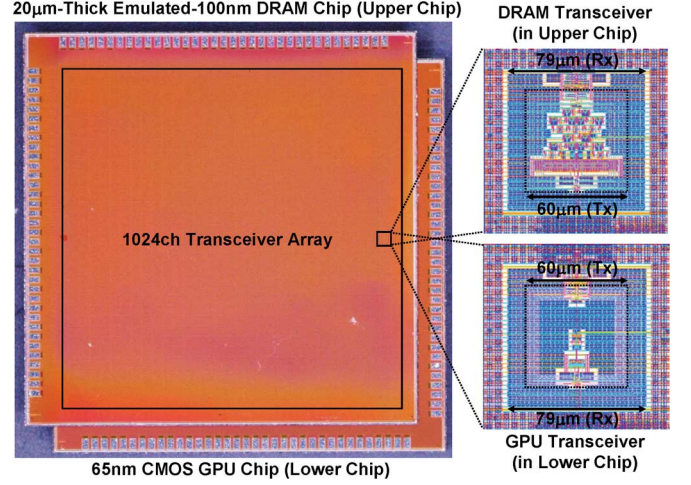 20μm-Thick Emulated-100nm DRAM Chip (Upper Chip)
DRAM Transceiver
(in Upper Chip)
79μm (Rx)
60μm (Tx)
1024ch Transceiver Array
60μm (Tx)
79μm (Rx)
GPU Transceiver
(in Lower Chip)
65nm CMOS GPU Chip (Lower Chip)